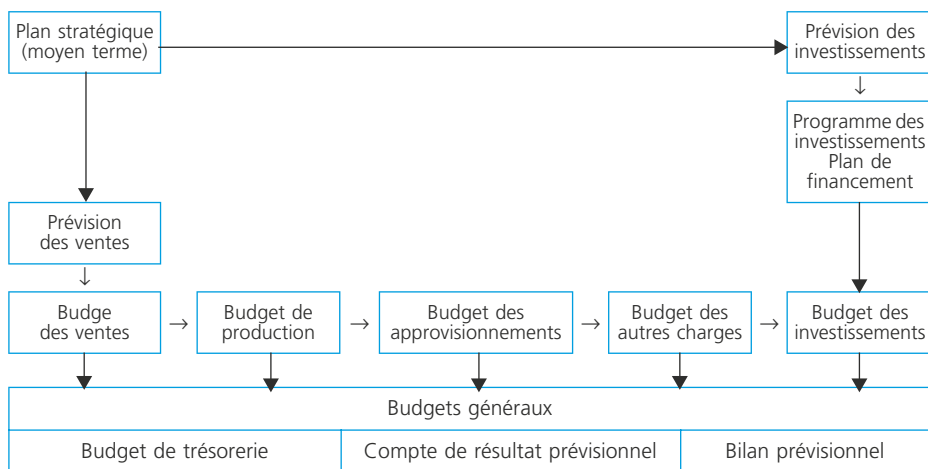 Plan stratégique
(moyen terme)
Prévision des
investissements
↓
Programme des
investissements
Plan de
financement
Prévision
des ventes
↓
Budge
des ventes
→
Budget de
production
→
Budget des
approvisionnements
→
Budget des
autres charges
→
Budget des
investissements
Budgets généraux
Budget de trésorerie
Compte de résultat prévisionnel
Bilan prévisionnel